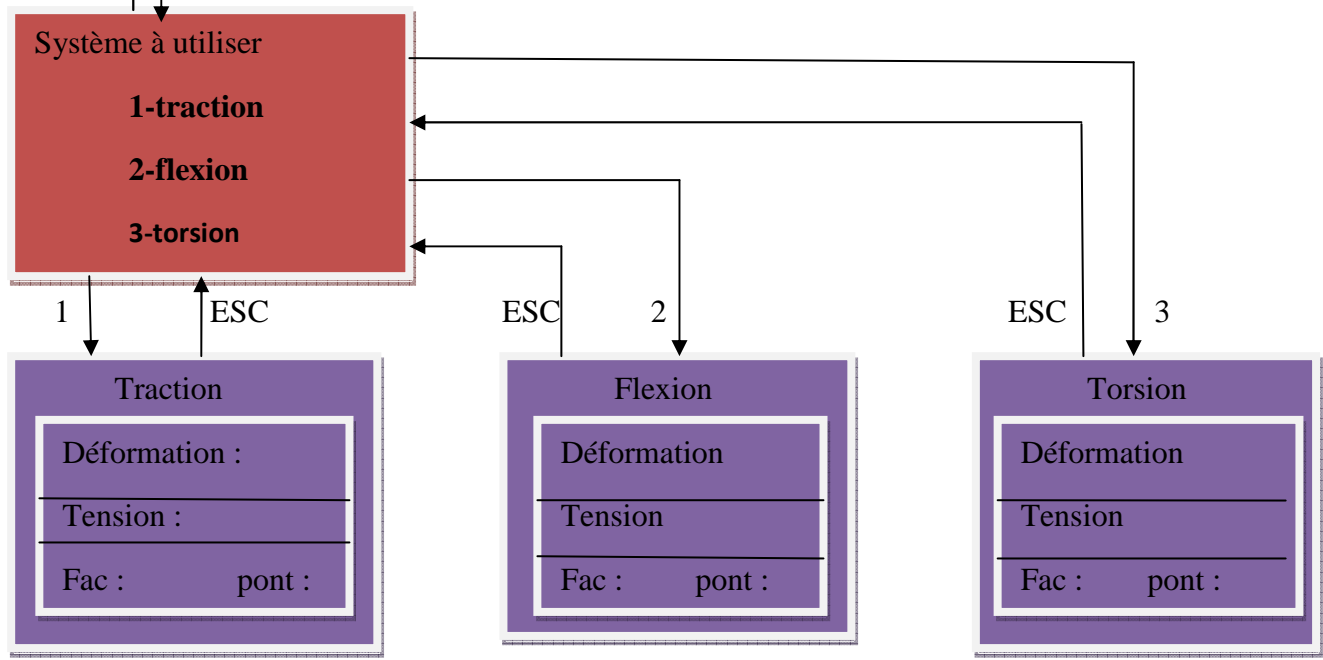 Système à utiliser
1-traction
2-flexion
3-torsion
1 ESC ESC 2 ESC 3
Traction
Déformation :
Tension :
Fac : pont :
Flexion
Déformation
Tension
Fac : pont :
Torsion
Déformation
Tension
Fac : pont :